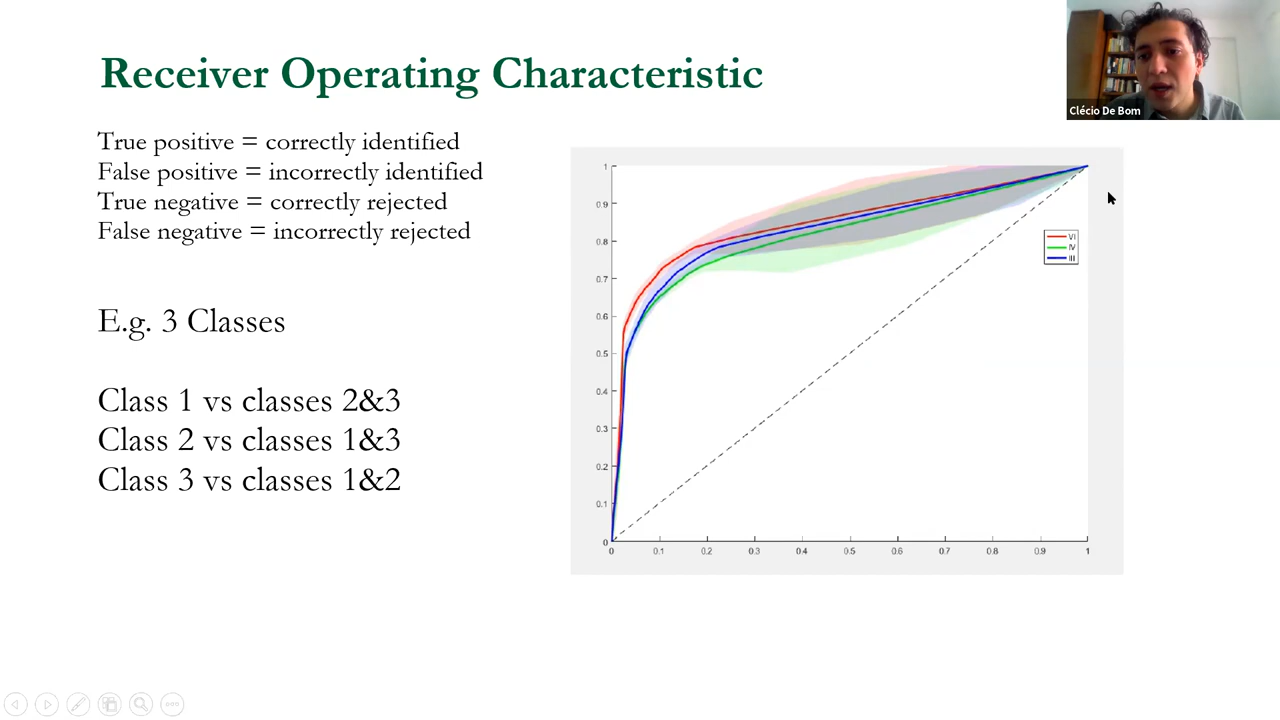 Receiver Operating Characteristic
Clécio De Bom
True positive = correctly identified
False positive = incorrectly identified
True negative = correctly rejected
False negative = incorrectly rejected
E.g. 3 Classes
Class 1 vs classes 2&3
Class 2 vs classes 1&3
Class 3 vs classes 1&2
1
0.9
0.8
0.7
0.6
0.5
0.4
0.3
0.2
0.1
0
0 0.1 0.2 0.3 0.4 0.5 0.6 0.7 0.8 0.9 1
VI
IV
III